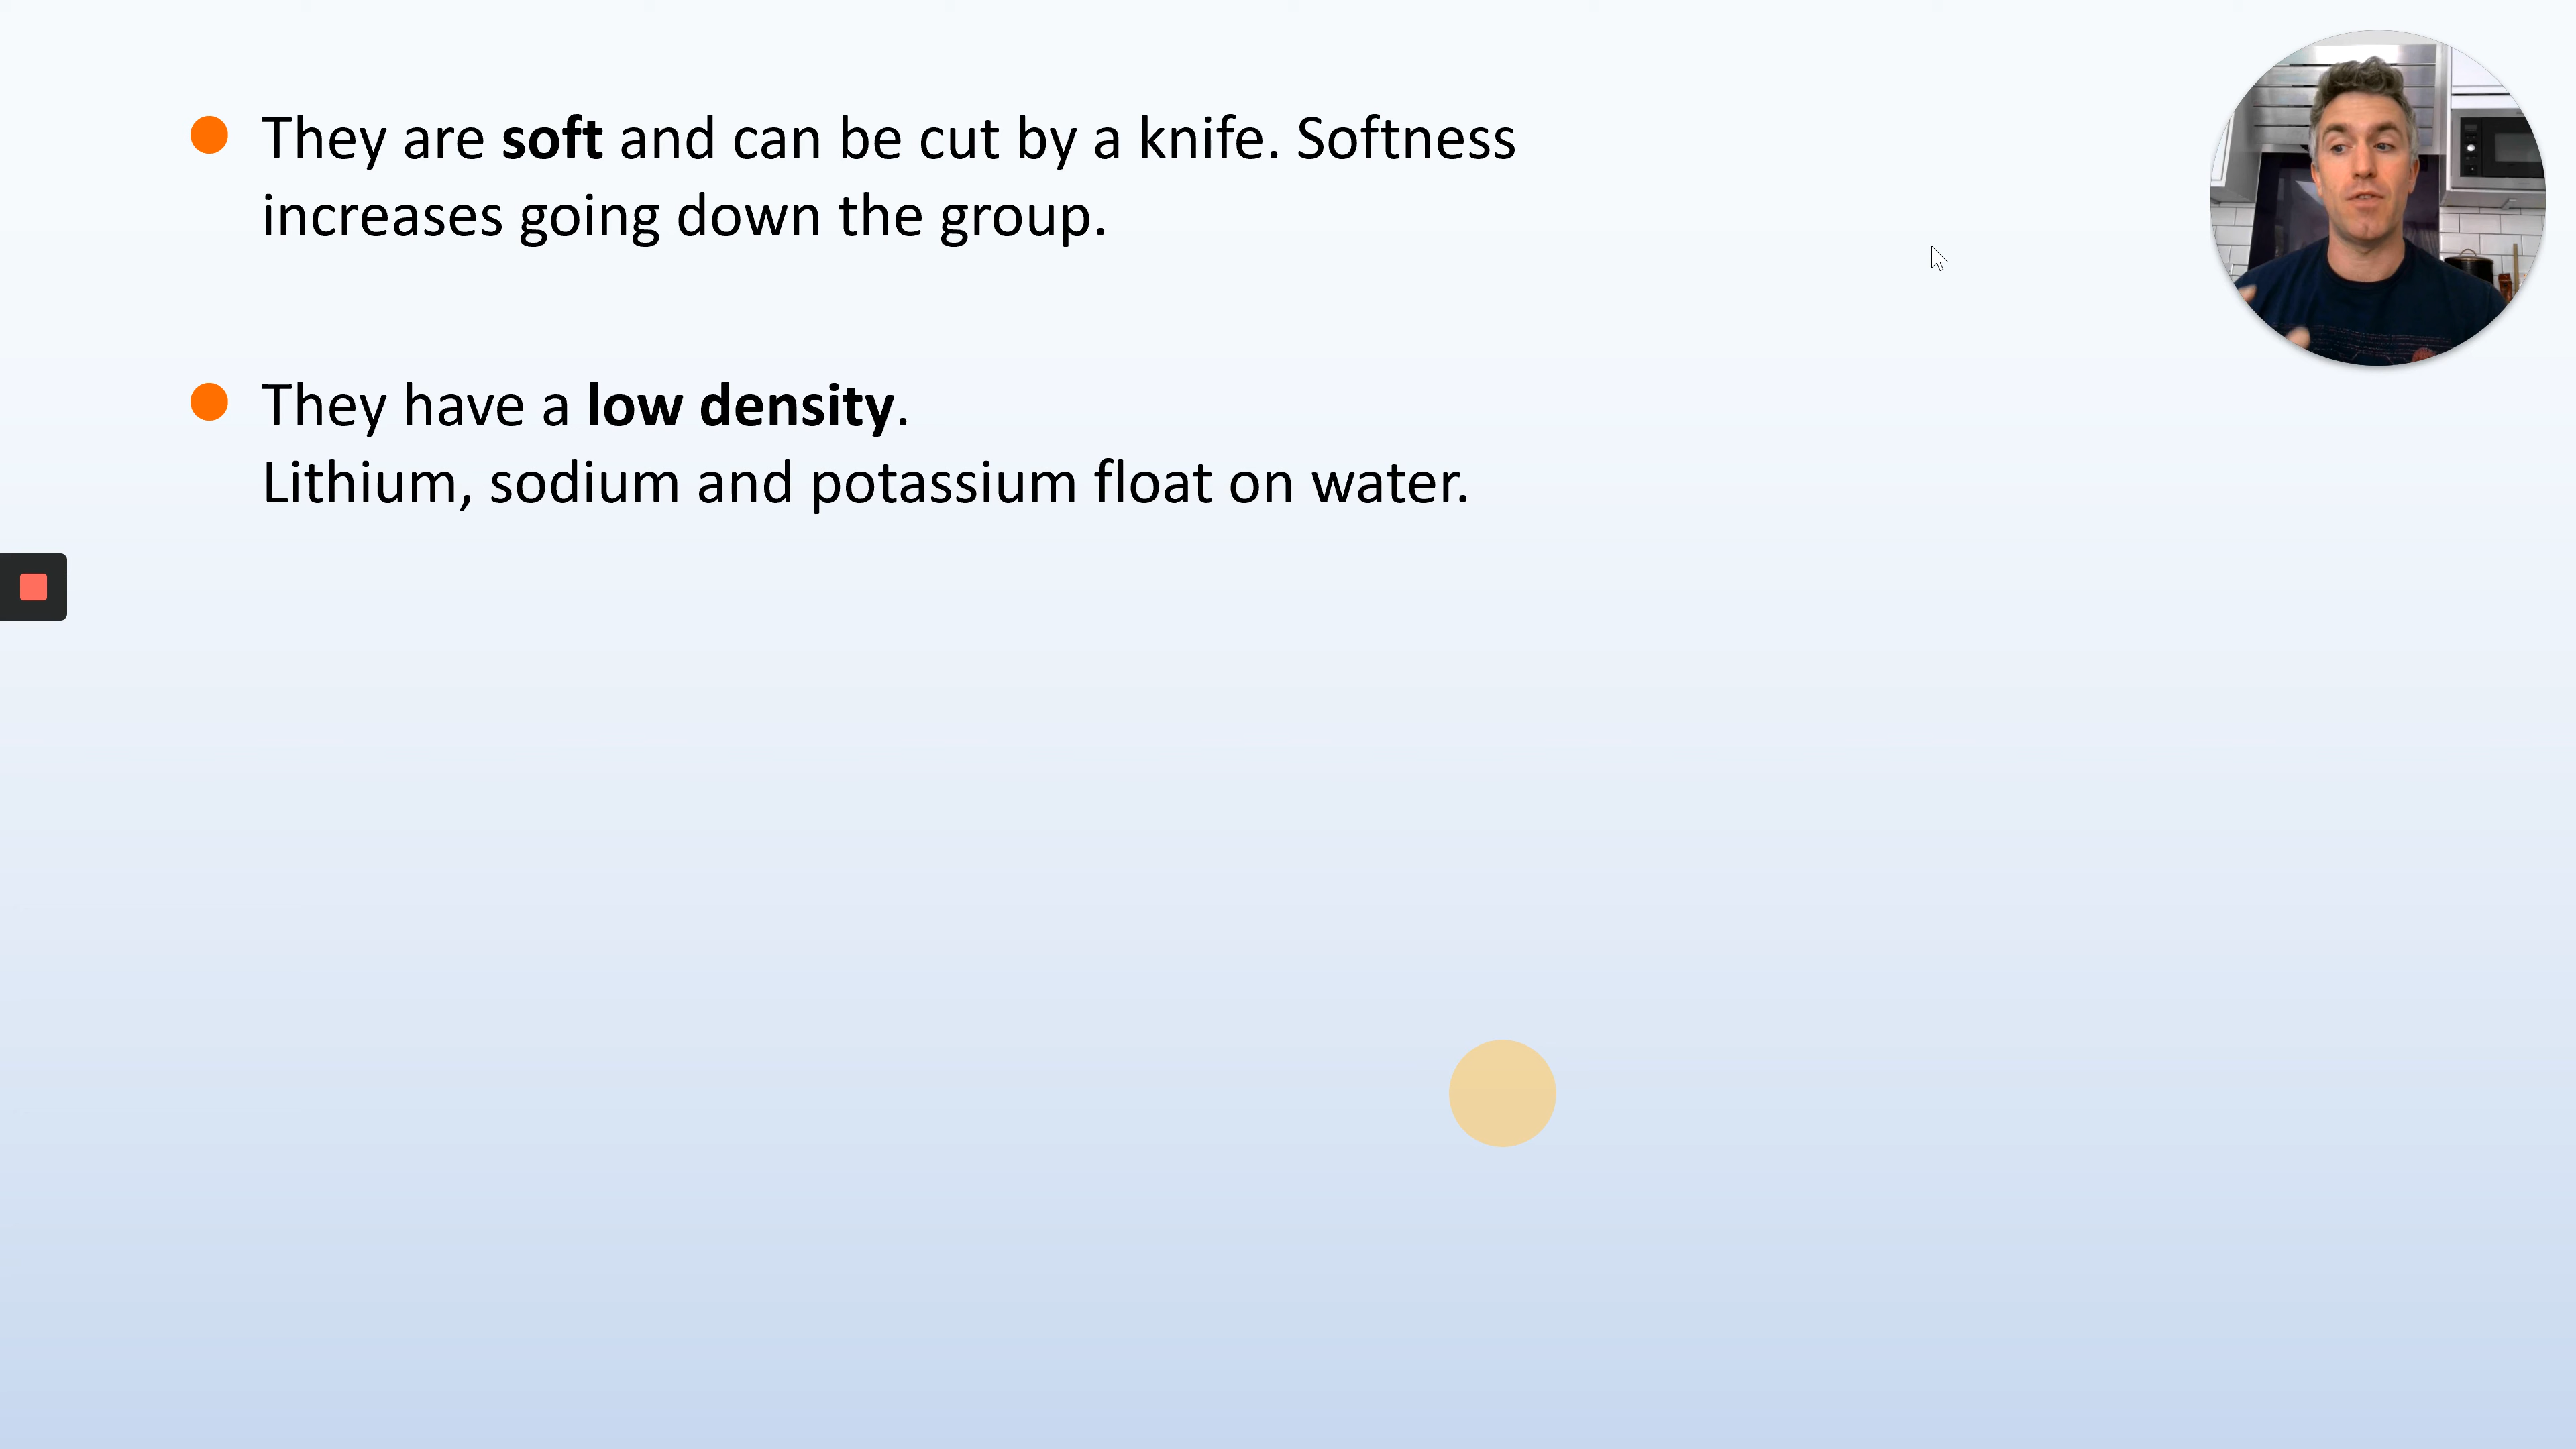 They are soft and can be cut by a knife. Softness
increases going down the group.
They have a low density.
Lithium, sodium and potassium float on water.